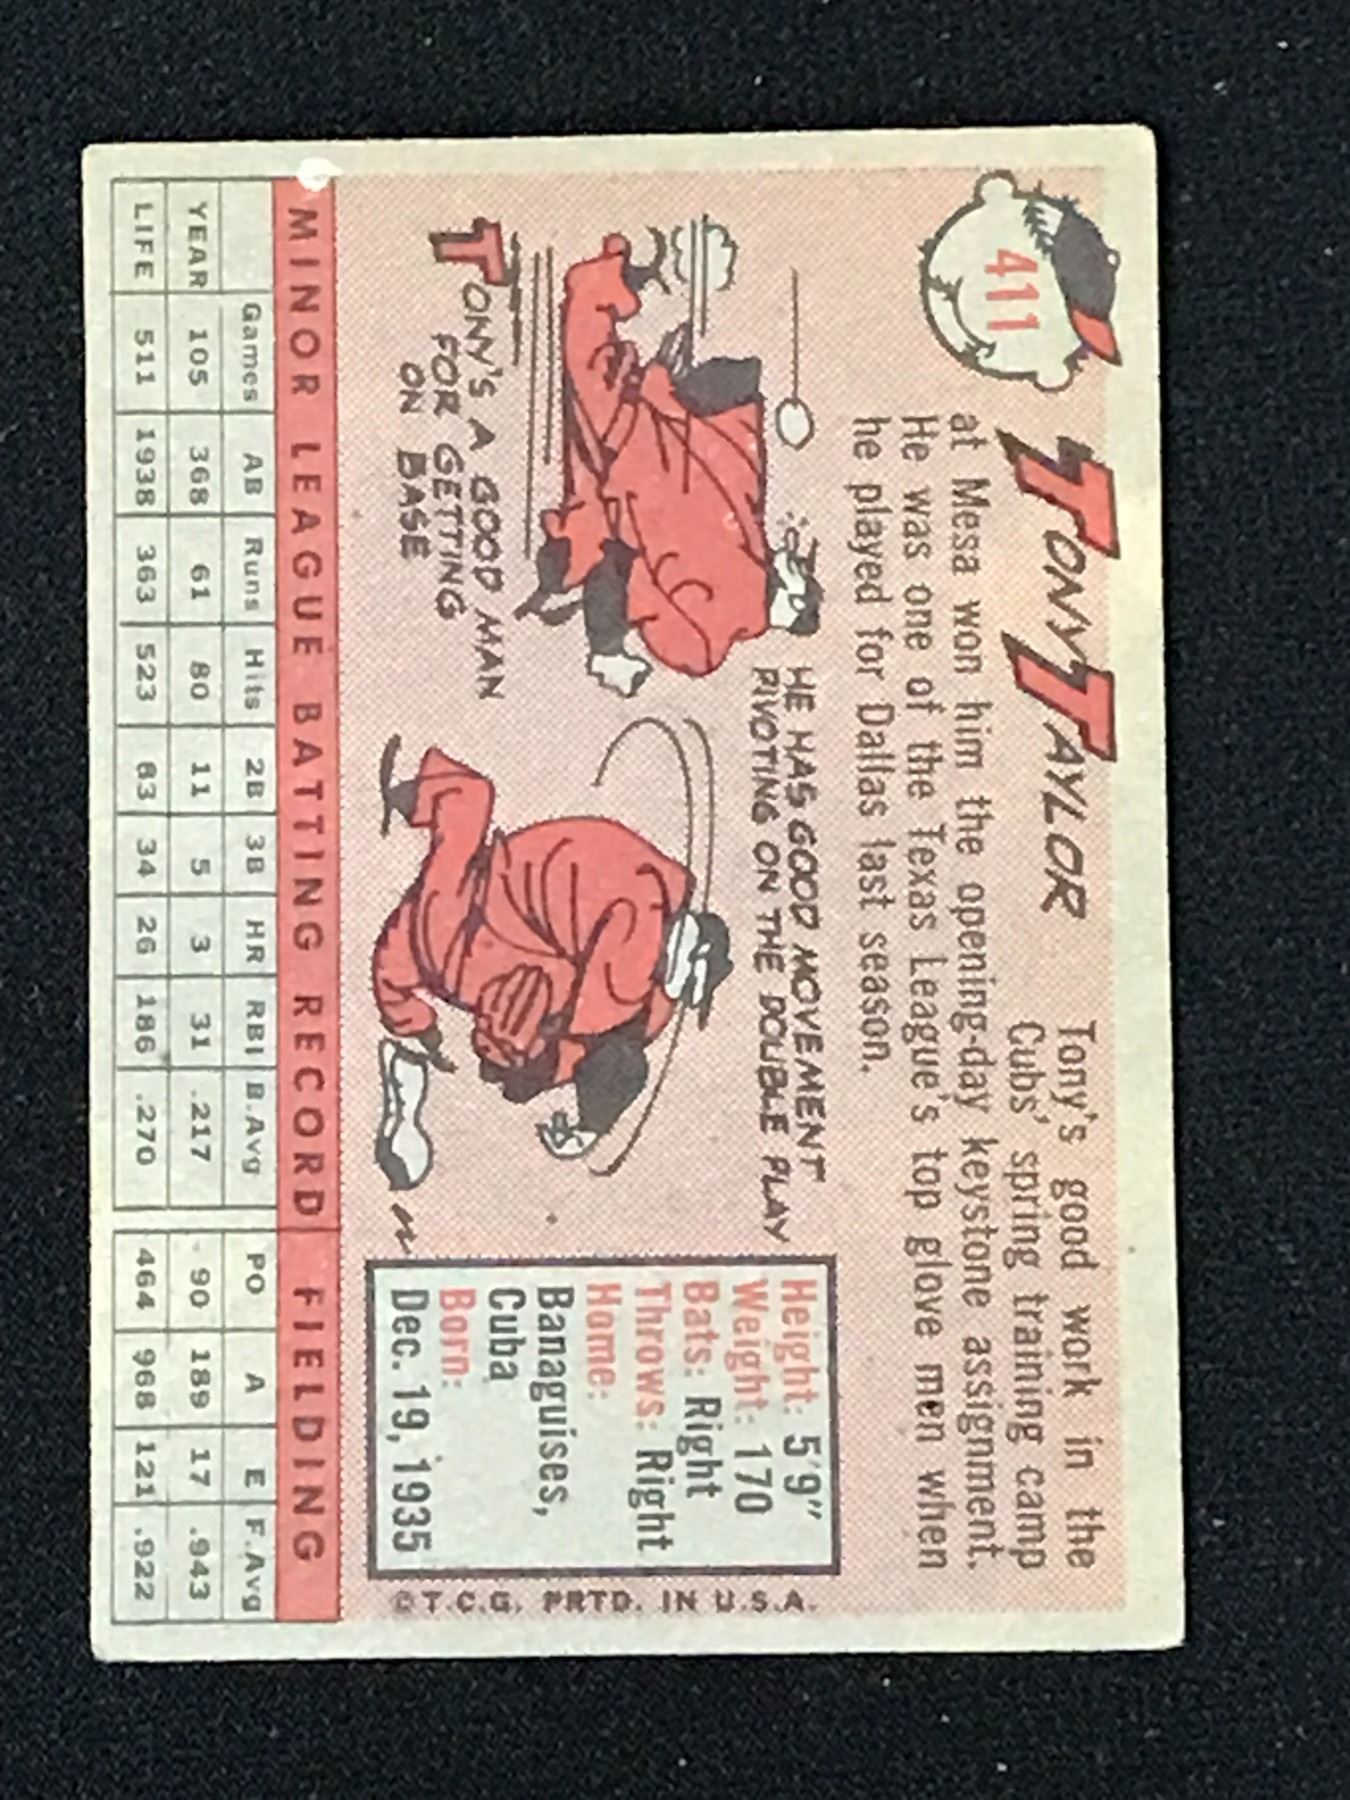 411
TONY TAYLOR
Tony's good work in the
Cubs' spring training camp
at Mesa won him the opening-day keystone assignment.
He was one of the Texas League's top glove men when
he played for Dallas last season.
HE HAS GOOD MOVEMENT
PIVOTING ON THE DOUBLE PLAY
TONY'S A GOOD MAN
FOR GETTING
ON BASE
Height: 5'9"
Weight: 170
Bats: Right
Throws: Right
Home:
Banaguises,
Cuba
Born:
Dec. 19, 1935
©T.C.G. PRTD. IN U.S.A.
MINOR LEAGUE BATTING RECORD FIELDING
Games AB Runs Hits 2B 3B HR RBI B.Avg PO A E F.Avg
YEAR 105 368 61 80 11 5 3 31 .217 90 189 17 .943
LIFE 511 1938 363 523 83 34 26 186 .270 464 968 121 .922